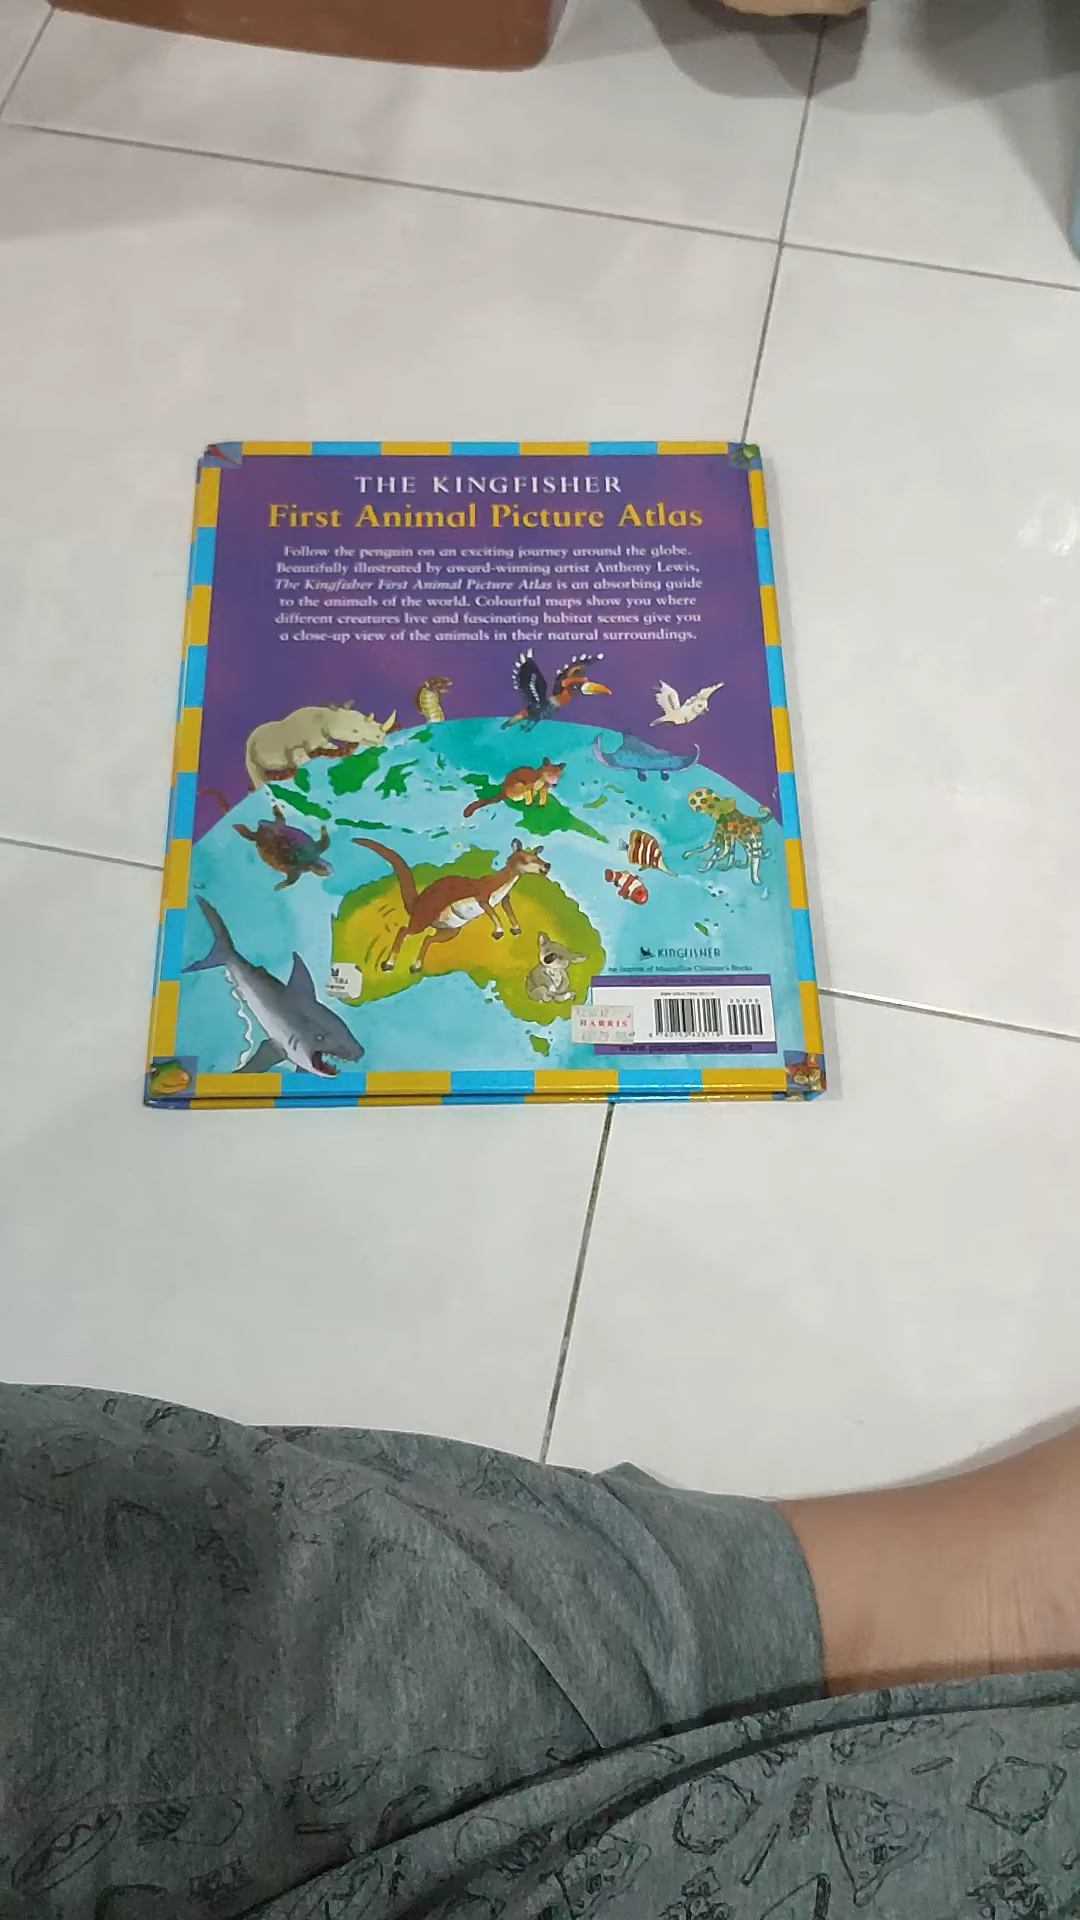 THE KINGFISHER
First Animal Picture Atlas
Follow the penguin on an exciting journey around the globe.
Beautifully illustrated by award-winning artist Anthony Lewis,
The Kingfisher First Animal Picture Atlas is an absorbing guide
to the animals of the world. Colourful maps show you where
different creatures live and fascinating habitat scenes give you
a close-up view of the animals in their natural surroundings.
KINGFISHER
An imprint of Macmillan Children's Books
HARRIS
www.panmacmillan.com